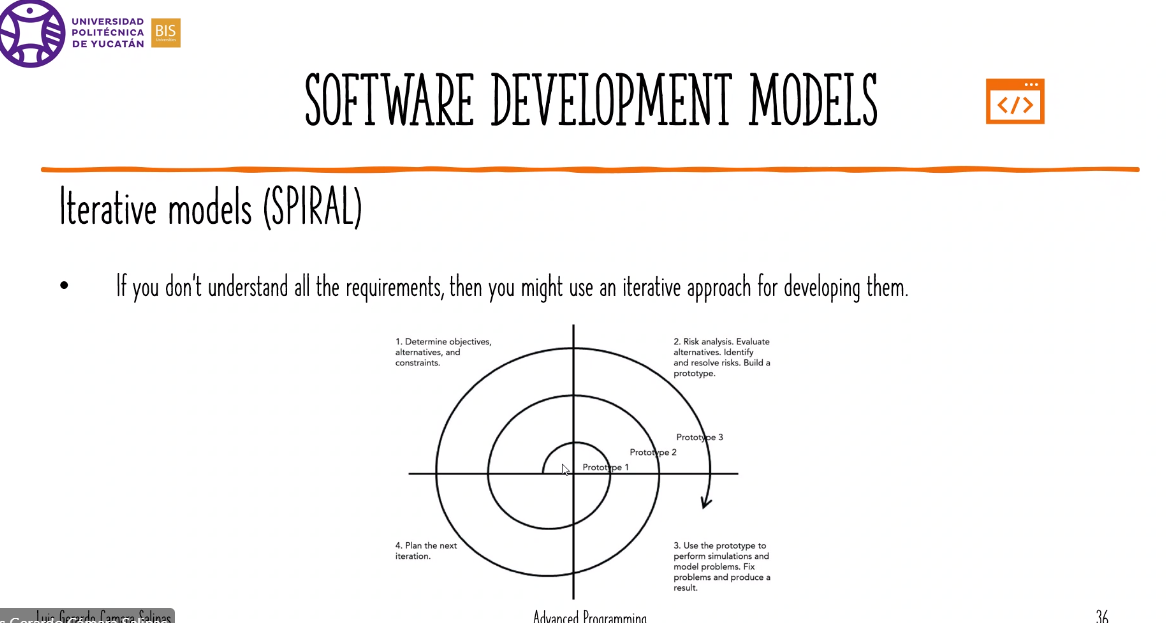 UNIVERSIDAD
POLITÉCNICA
DE YUCATÁN
BIS
SOFTWARE DEVELOPMENT MODELS
</>
Iterative models (SPIRAL)
• If you don't understand all the requirements, then you might use an iterative approach for developing them.
1. Determine objectives,
alternatives, and
constraints.
2. Risk analysis. Evaluate
alternatives. Identify
and resolve risks. Build a
prototype.
Prototype 3
Prototype 2
Prototype 1
4. Plan the next
iteration.
3. Use the prototype to
perform simulations and
model problems. Fix
problems and produce a
result.
Luis Gerardo Camara Salinas
Gerardo Cámara Salinas
Advanced Programming
36